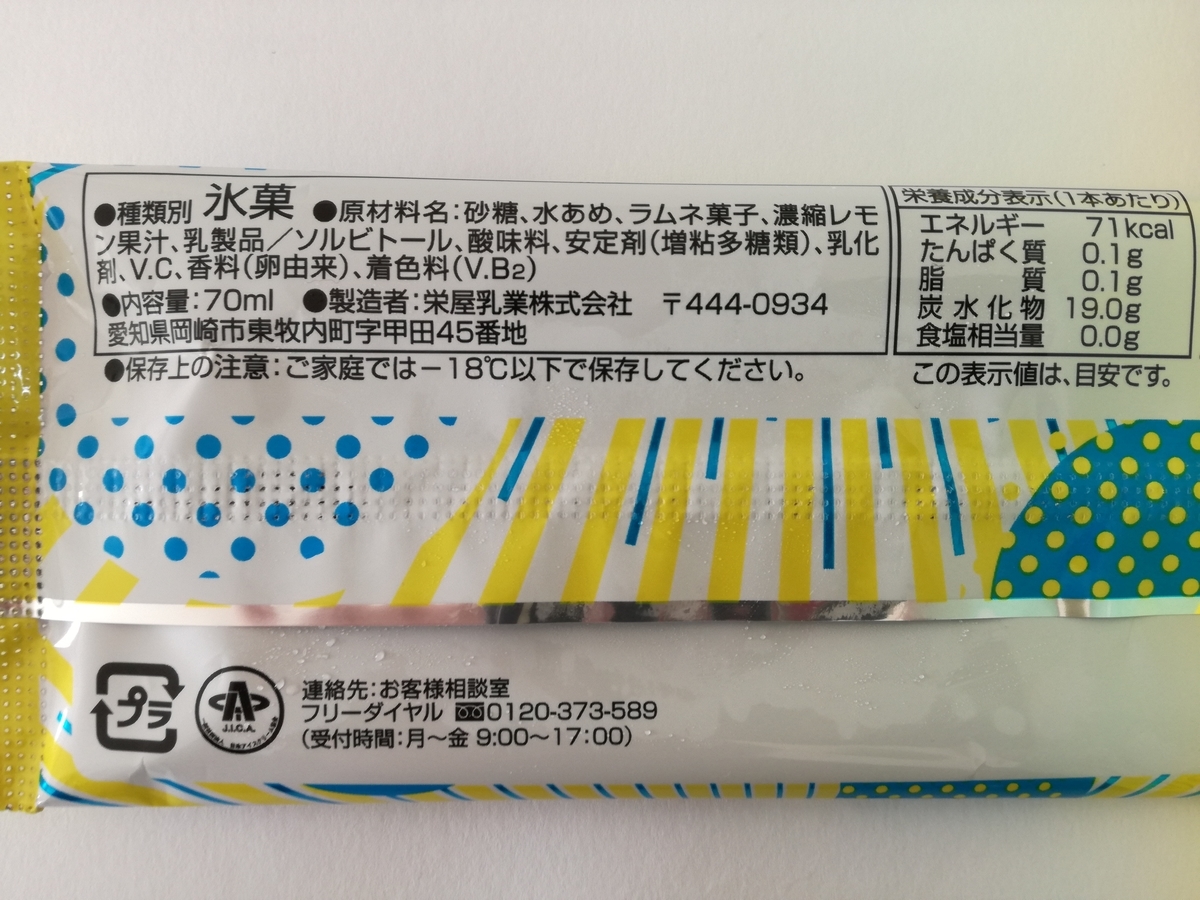 ●種類別 氷菓 ●原材料名:砂糖、水あめ、ラムネ菓子、濃縮レモ
ン果汁、乳製品／ソルビトール、酸味料、安定剤(増粘多糖類)、乳化
剤、V.C、香料(卵由来)、着色料(V.B2)
●内容量:70ml ●製造者:栄屋乳業株式会社 〒444-0934
愛知県岡崎市東牧内町字甲田45番地
●保存上の注意:ご家庭では－18℃以下で保存してください。
栄養成分表示(1本あたり)
エネルギー 71kcal
たんぱく質 0.1g
脂質 0.1g
炭水化物 19.0g
食塩相当量 0.0g
この表示値は、目安です。
プラ
J.I.C.A.
連絡先:お客様相談室
フリーダイヤル 0120-373-589
(受付時間:月～金 9:00～17:00)